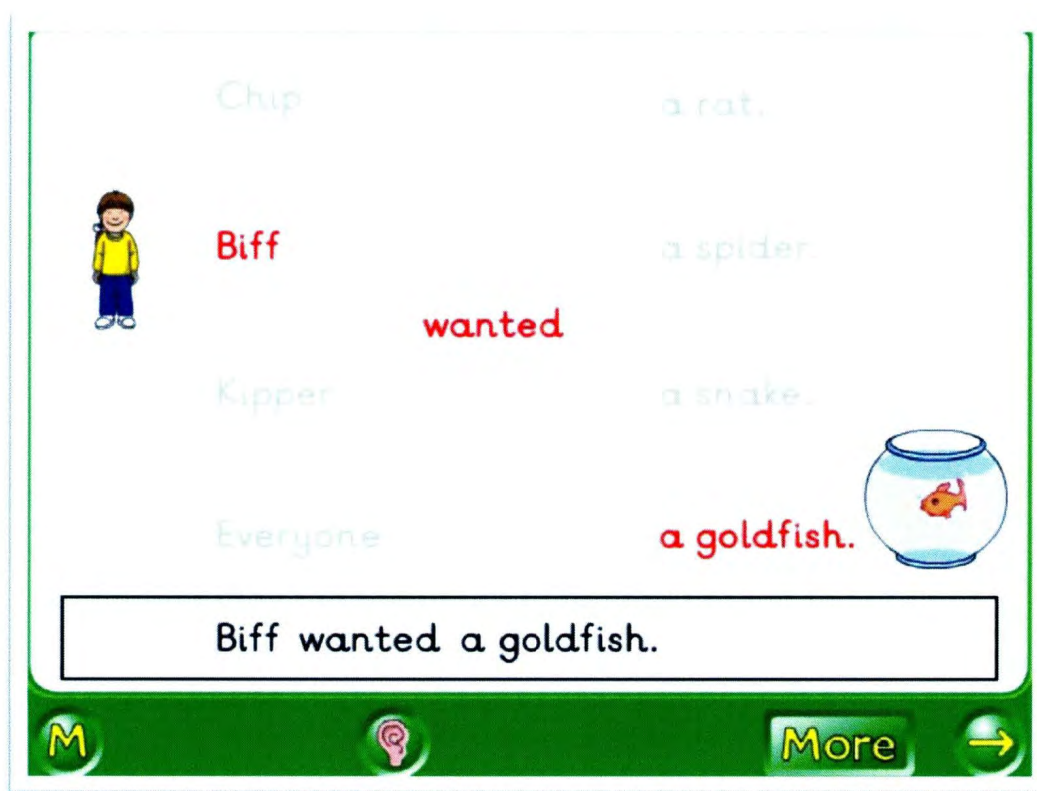 Chip a rat.
Biff a spider.
wanted
Kipper a snake.
Everyone a goldfish.
Biff wanted a goldfish.
M More →